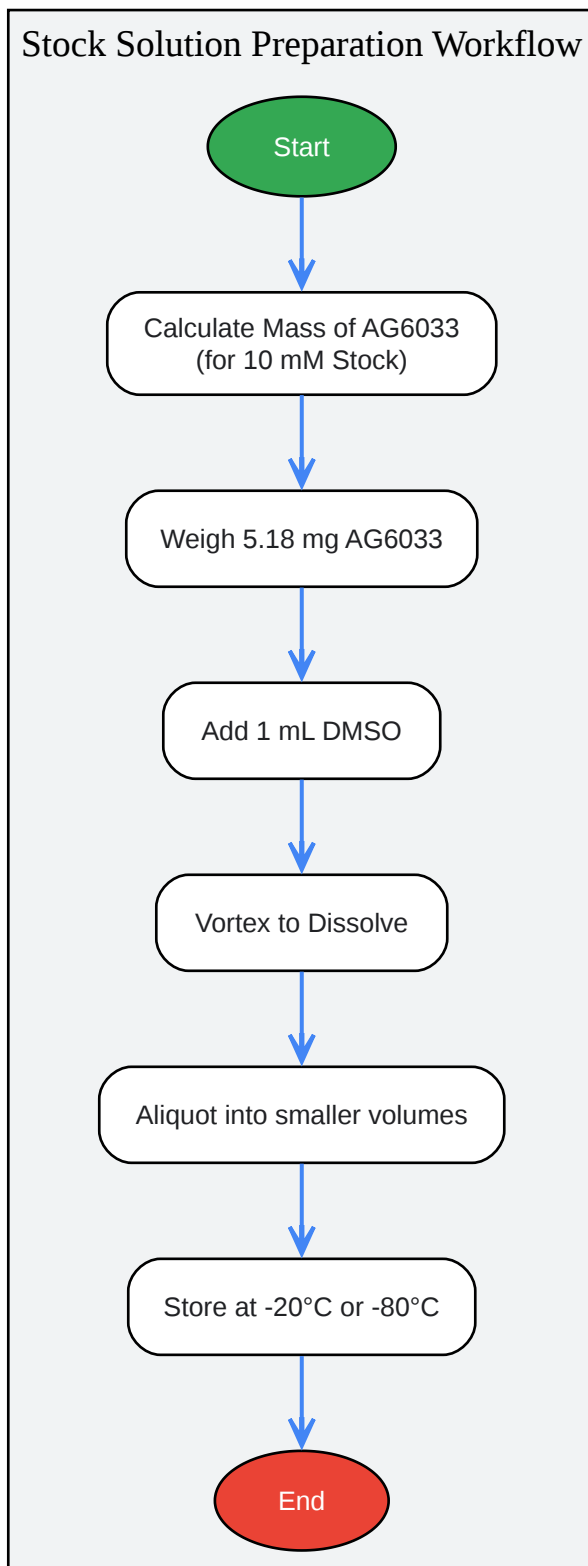 Stock Solution Preparation Workflow
Start
Calculate Mass of AG6033
(for 10 mM Stock)
Weigh 5.18 mg AG6033
Add 1 mL DMSO
Vortex to Dissolve
Aliquot into smaller volumes
Store at -20°C or -80°C
End